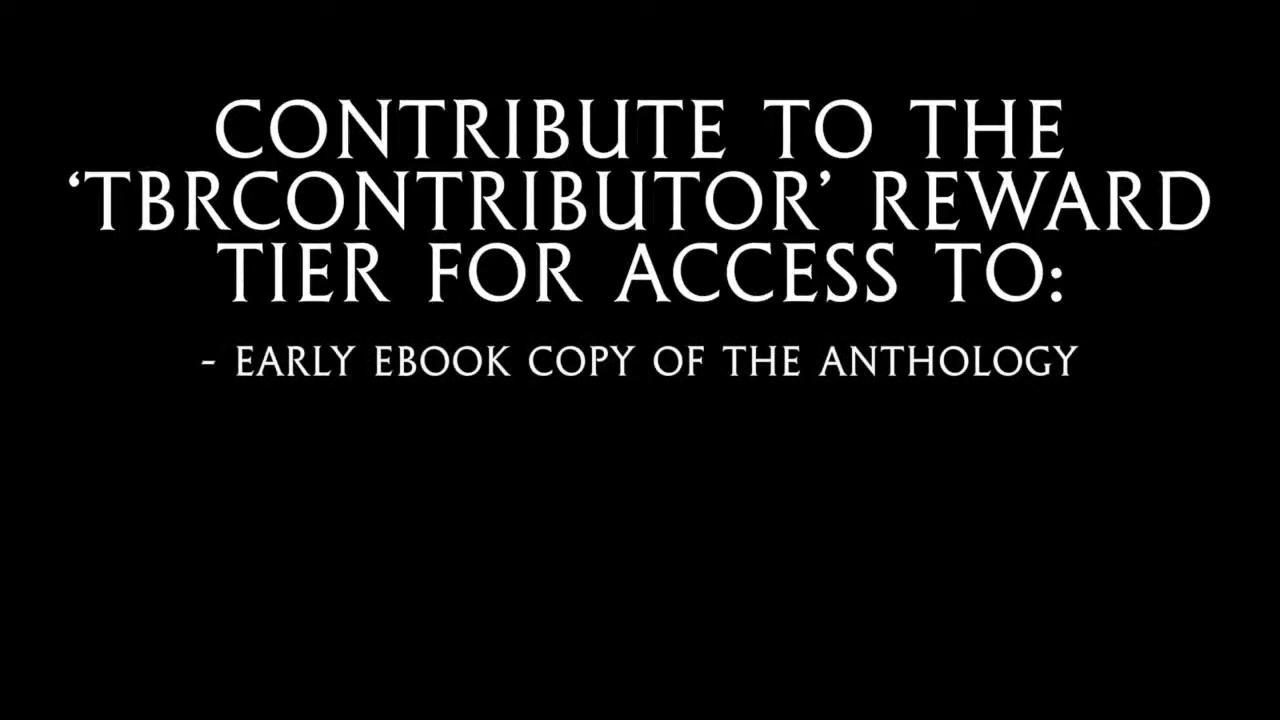 CONTRIBUTE TO THE
‘TBRCONTRIBUTOR’ REWARD
TIER FOR ACCESS TO:
- EARLY EBOOK COPY OF THE ANTHOLOGY